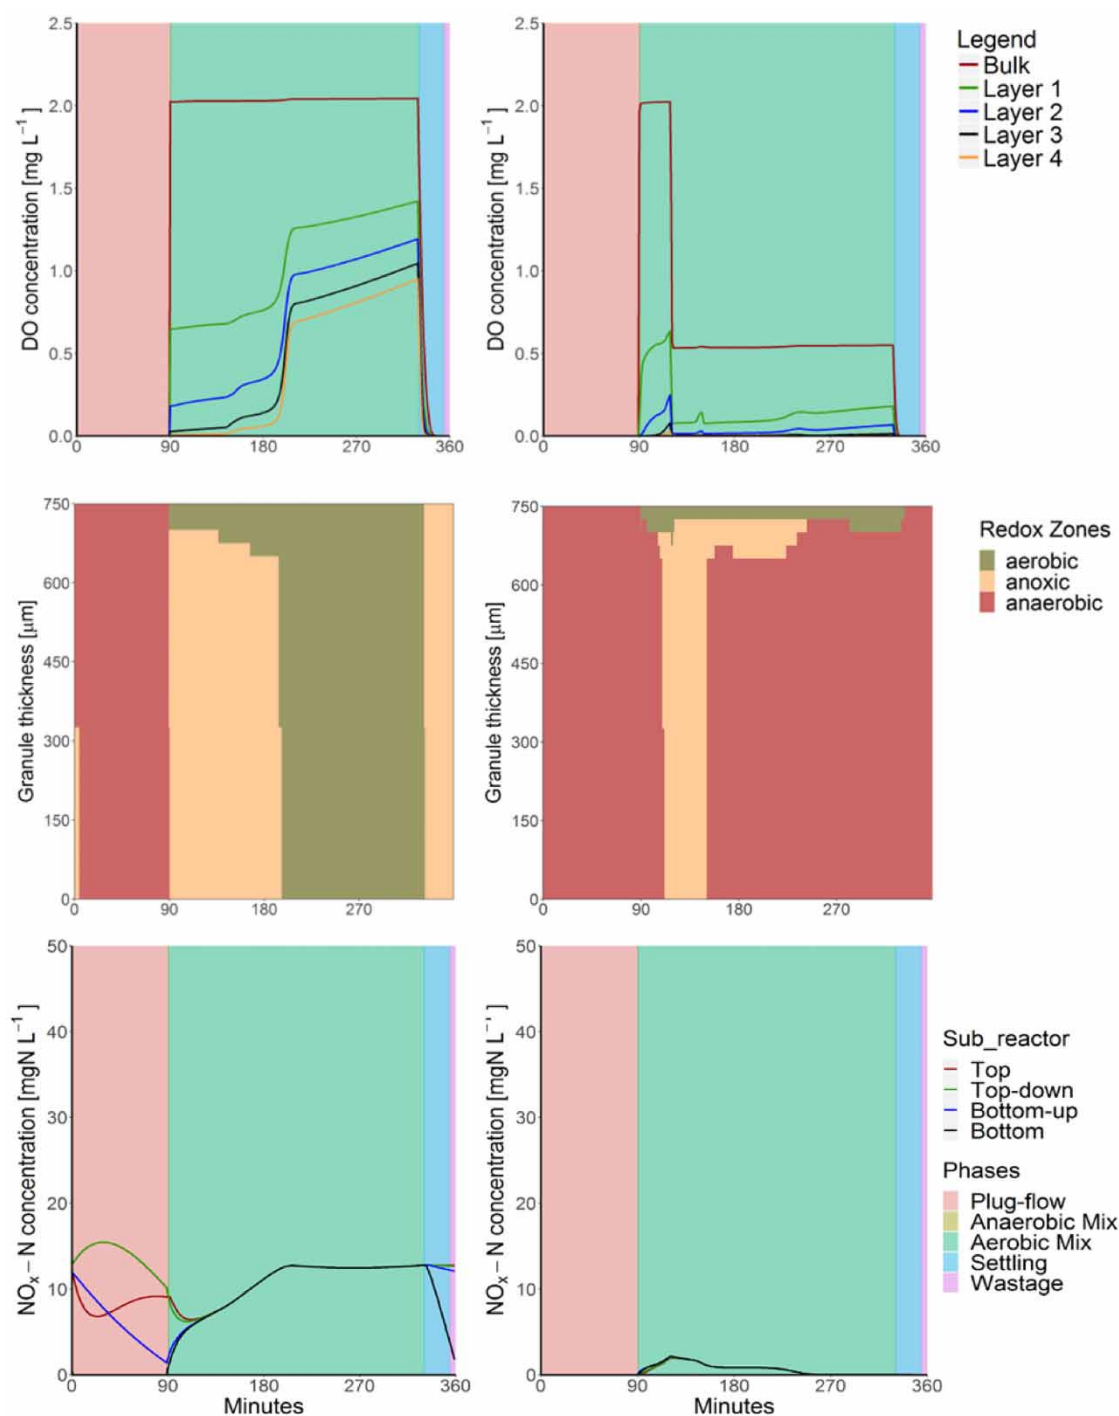 DO concentration [mg L⁻¹]
2.5
2.0
1.5
1.0
0.5
0.0
0 90 180 270 360
DO concentration [mg L⁻¹]
2.5
2.0
1.5
1.0
0.5
0.0
0 90 180 270 360
Legend
Bulk
Layer 1
Layer 2
Layer 3
Layer 4
Granule thickness [μm]
750
600
450
300
150
0
0 90 180 270
Granule thickness [μm]
750
600
450
300
150
0
0 90 180 270
Redox Zones
aerobic
anoxic
anaerobic
NOₓ – N concentration [mgN L⁻¹]
50
40
30
20
10
0
0 90 180 270 360
Minutes
NOₓ – N concentration [mgN L⁻']
50
40
30
20
10
0
0 90 180 270 360
Minutes
Sub_reactor
Top
Top-down
Bottom-up
Bottom
Phases
Plug-flow
Anaerobic Mix
Aerobic Mix
Settling
Wastage